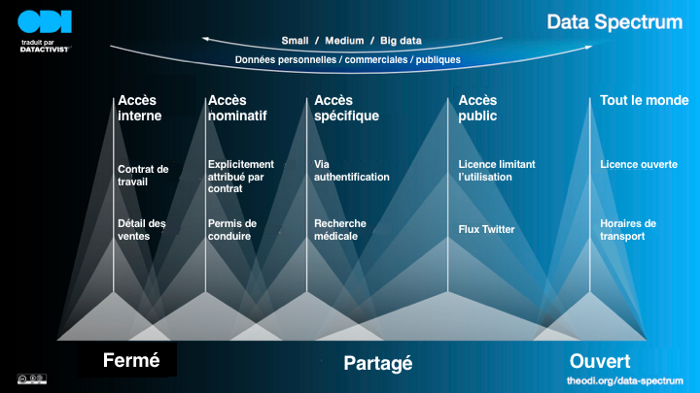 ODI
traduit par
DATACTIVIST
Data Spectrum
Small / Medium / Big data
Données personnelles / commerciales / publiques
Accès
interne
Contrat de
travail
Détail des
ventes
Accès
nominatif
Explicitement
attribué par
contrat
Permis de
conduire
Accès
spécifique
Via
authentification
Recherche
médicale
Accès
public
Licence limitant
l'utilisation
Flux Twitter
Tout le monde
Licence ouverte
Horaires de
transport
Fermé
Partagé
Ouvert
theodi.org/data-spectrum